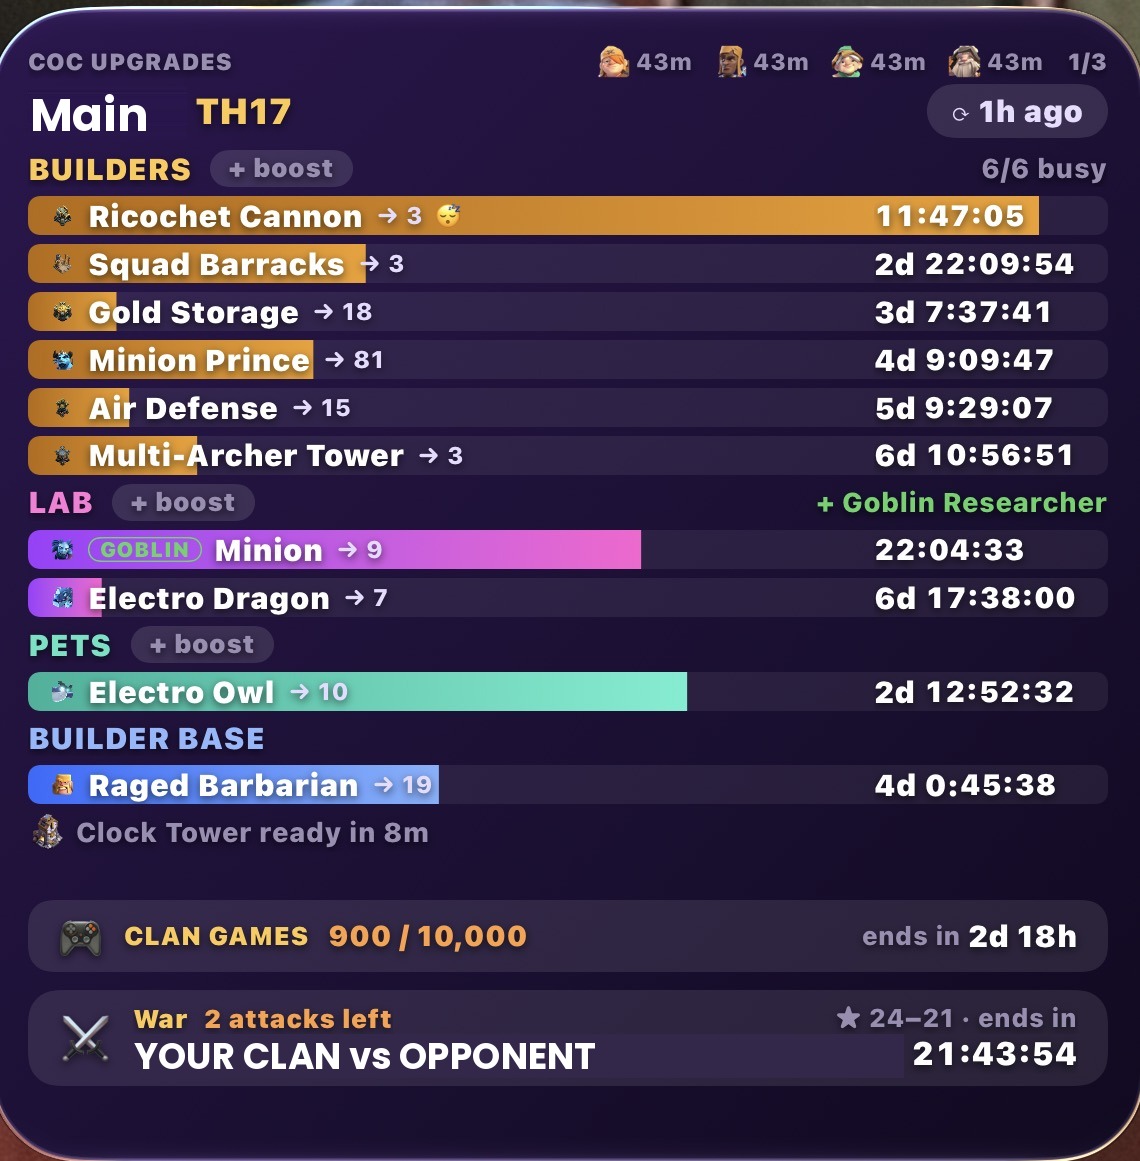 COC UPGRADES 43m 43m 43m 43m 1/3
Main TH17 ⟳ 1h ago
BUILDERS + boost 6/6 busy
Ricochet Cannon → 3 😴 11:47:05
Squad Barracks → 3 2d 22:09:54
Gold Storage → 18 3d 7:37:41
Minion Prince → 81 4d 9:09:47
Air Defense → 15 5d 9:29:07
Multi-Archer Tower → 3 6d 10:56:51
LAB + boost + Goblin Researcher
GOBLIN Minion → 9 22:04:33
Electro Dragon → 7 6d 17:38:00
PETS + boost
Electro Owl → 10 2d 12:52:32
BUILDER BASE
Raged Barbarian → 19 4d 0:45:38
Clock Tower ready in 8m
CLAN GAMES 900 / 10,000 ends in 2d 18h
War 2 attacks left ★ 24–21 · ends in
YOUR CLAN vs OPPONENT 21:43:54